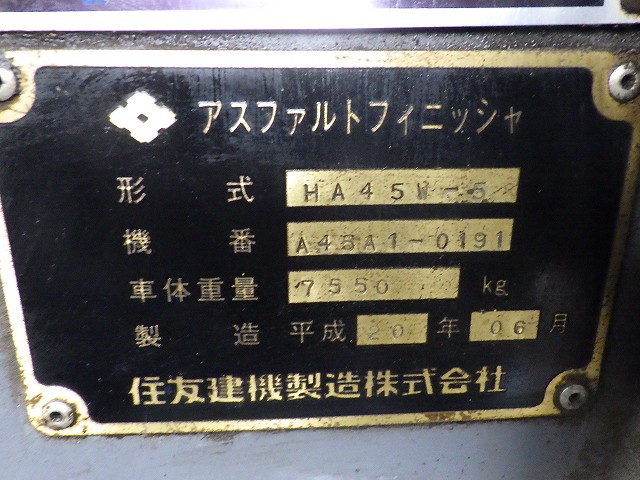 アスファルトフィニッシャ
形 式 HA45W-5
機 番 A45A1-0191
車体重量 7550 kg
製 造 平成 20 年 06 月
住友建機製造株式会社